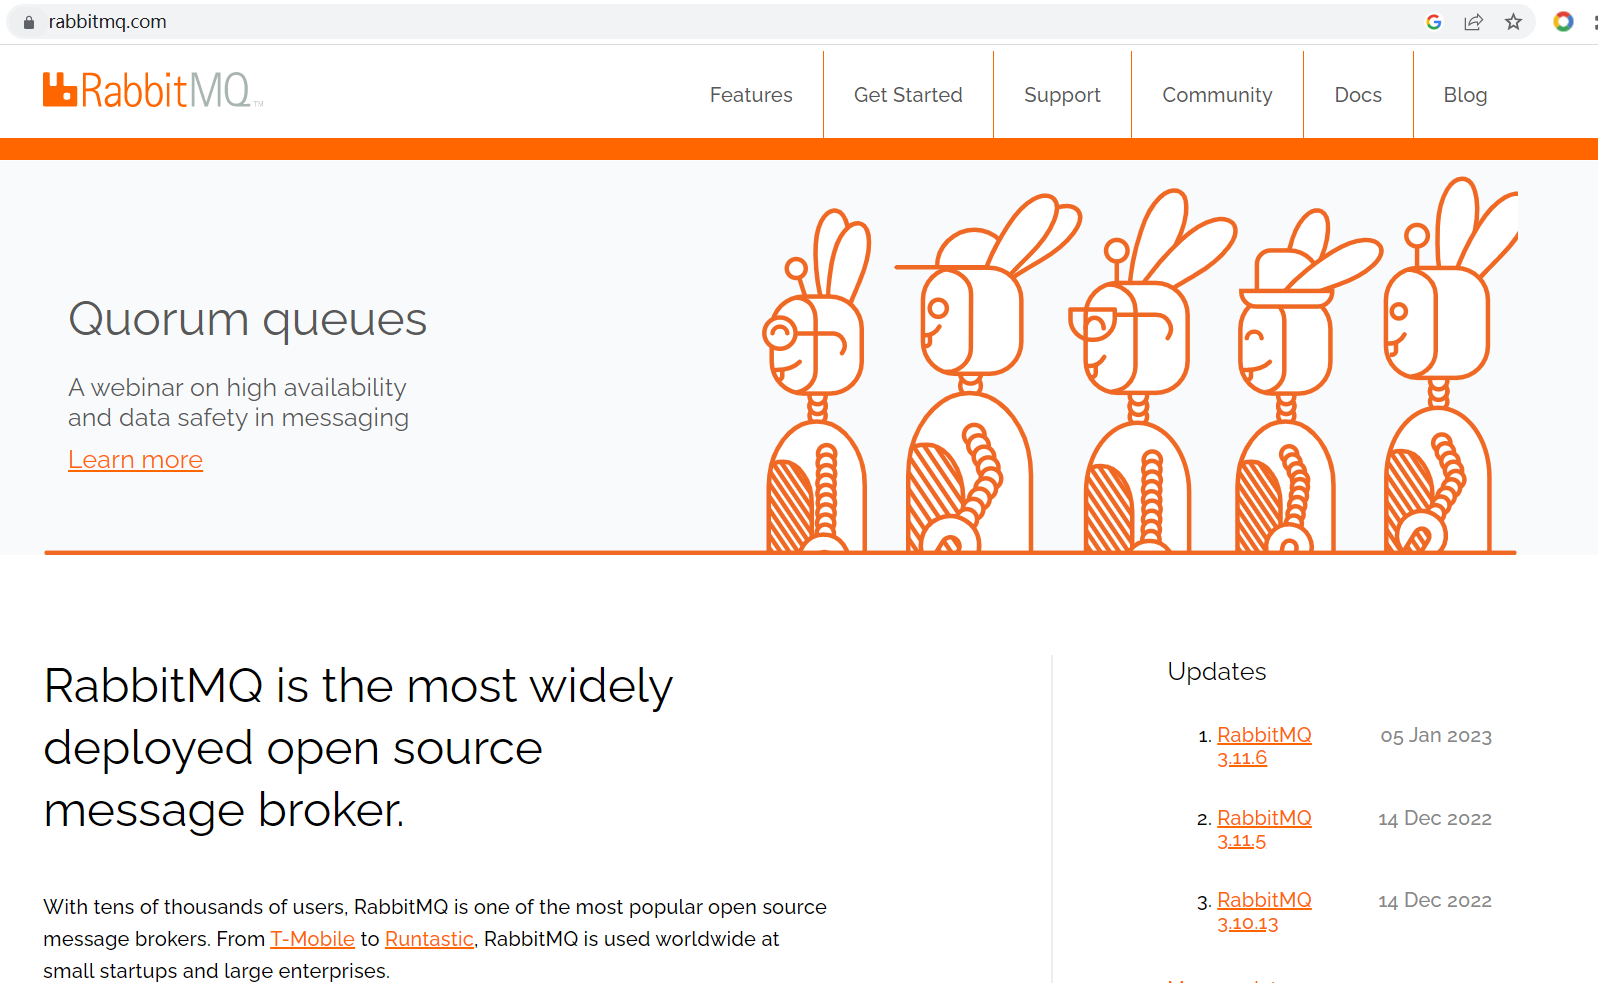 rabbitmq.com
RabbitMQ™
Features
Get Started
Support
Community
Docs
Blog
Quorum queues
A webinar on high availability
and data safety in messaging
Learn more
RabbitMQ is the most widely
deployed open source
message broker.
With tens of thousands of users, RabbitMQ is one of the most popular open source
message brokers. From T-Mobile to Runtastic, RabbitMQ is used worldwide at
small startups and large enterprises.
Updates
1. RabbitMQ 05 Jan 2023
3.11.6
2. RabbitMQ 14 Dec 2022
3.11.5
3. RabbitMQ 14 Dec 2022
3.10.13